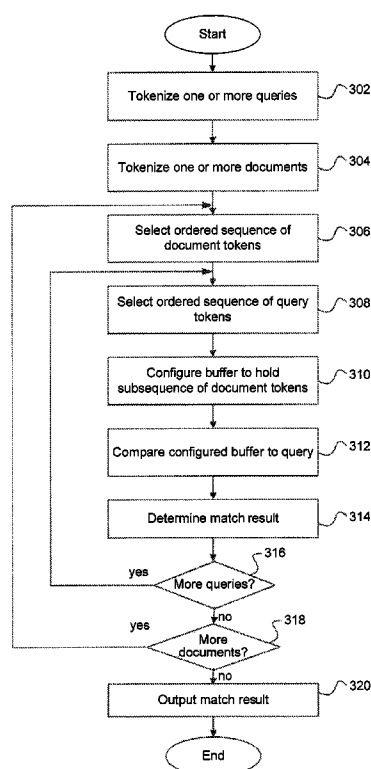 Start
Tokenize one or more queries
302
Tokenize one or more documents
304
Select ordered sequence of
document tokens
306
Select ordered sequence of query
tokens
308
Configure buffer to hold
subsequence of document tokens
310
Compare configured buffer to query
312
Determine match result
314
316
yes
More queries?
no
318
yes
More
documents?
no
320
Output match result
End